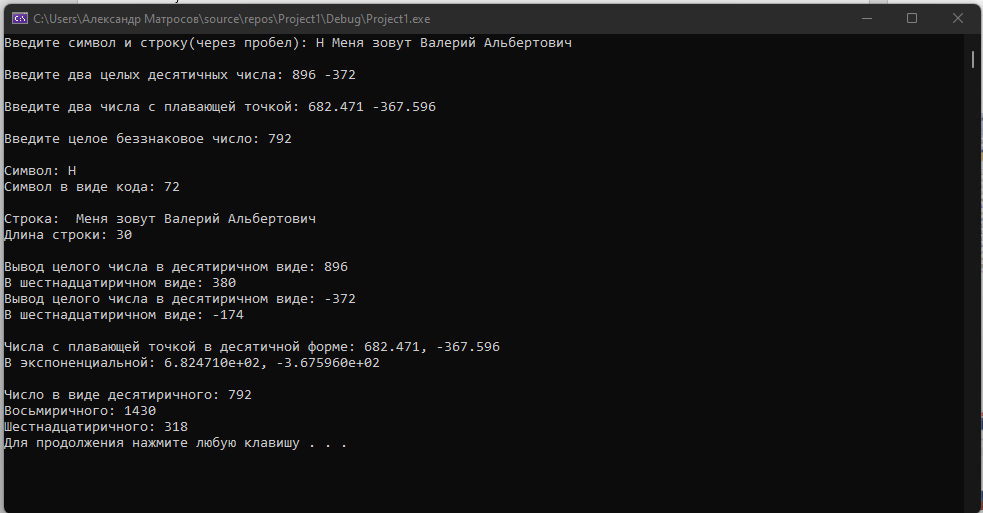 C:\Users\Александр Матросов\source\repos\Project1\Debug\Project1.exe
Введите символ и строку(через пробел): H Меня зовут Валерий Альбертович
Введите два целых десятичных числа: 896 -372
Введите два числа с плавающей точкой: 682.471 -367.596
Введите целое беззнаковое число: 792
Символ: H
Символ в виде кода: 72
Строка:  Меня зовут Валерий Альбертович
Длина строки: 30
Вывод целого числа в десятиричном виде: 896
В шестнадцатиричном виде: 380
Вывод целого числа в десятиричном виде: -372
В шестнадцатиричном виде: -174
Числа с плавающей точкой в десятичной форме: 682.471, -367.596
В экспоненциальной: 6.824710e+02, -3.675960e+02
Число в виде десятиричного: 792
Восьмиричного: 1430
Шестнадцатиричного: 318
Для продолжения нажмите любую клавишу . . .